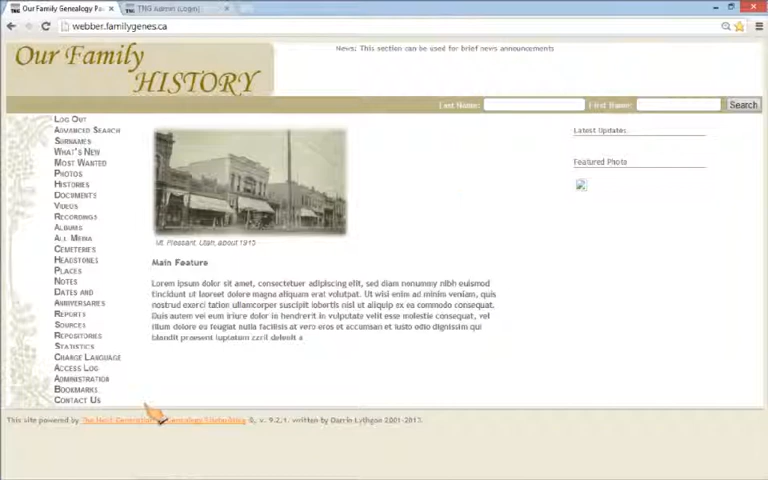 Our Family Genealogy Pa
TNG Admin (Login)
webber.familygenes.ca
Our Family
HISTORY
News: This section can be used for brief news announcements
Last Name:
First Name:
Search
LOG OUT
ADVANCED SEARCH
SURNAMES
WHAT'S NEW
MOST WANTED
PHOTOS
HISTORIES
DOCUMENTS
VIDEOS
RECORDINGS
ALBUMS
ALL MEDIA
CEMETERIES
HEADSTONES
PLACES
NOTES
DATES AND
ANNIVERSARIES
REPORTS
SOURCES
REPOSITORIES
STATISTICS
CHANGE LANGUAGE
ACCESS LOG
ADMINISTRATION
BOOKMARKS
CONTACT US
Mt. Pleasant, Utah, about 1915
Main Feature
Lorem ipsum dolor sit amet, consectetuer adipiscing elit, sed diam nonummy nibh euismod
tincidunt ut laoreet dolore magna aliquam erat volutpat. Ut wisi enim ad minim veniam, quis
nostrud exerci tation ullamcorper suscipit lobortis nisl ut aliquip ex ea commodo consequat.
Duis autem vel eum iriure dolor in hendrerit in vulputate velit esse molestie consequat, vel
illum dolore eu feugiat nulla facilisis at vero eros et accumsan et iusto odio dignissim qui
blandit praesent luptatum zzril delenit a
Latest Updates
Featured Photo
This site powered by The Next Generation Genealogy Sitebuilding ©, v. 9.2.1, written by Darrin Lythgoe 2001-2013.